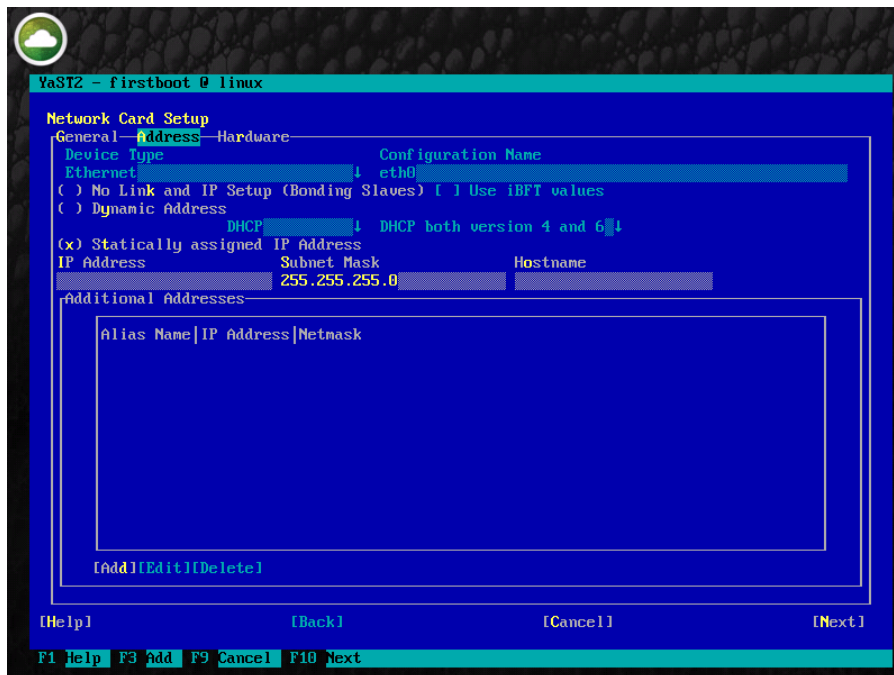 YaST2 - firstboot @ linux
Network Card Setup
General Address Hardware
Device Type Configuration Name
Ethernet ↓ eth0
( ) No Link and IP Setup (Bonding Slaves) [ ] Use iBFT values
( ) Dynamic Address
DHCP ↓ DHCP both version 4 and 6 ↓
(x) Statically assigned IP Address
IP Address Subnet Mask Hostname
255.255.255.0
Additional Addresses
Alias Name|IP Address|Netmask
[Add][Edit][Delete]
[Help] [Back] [Cancel] [Next]
F1 Help F3 Add F9 Cancel F10 Next